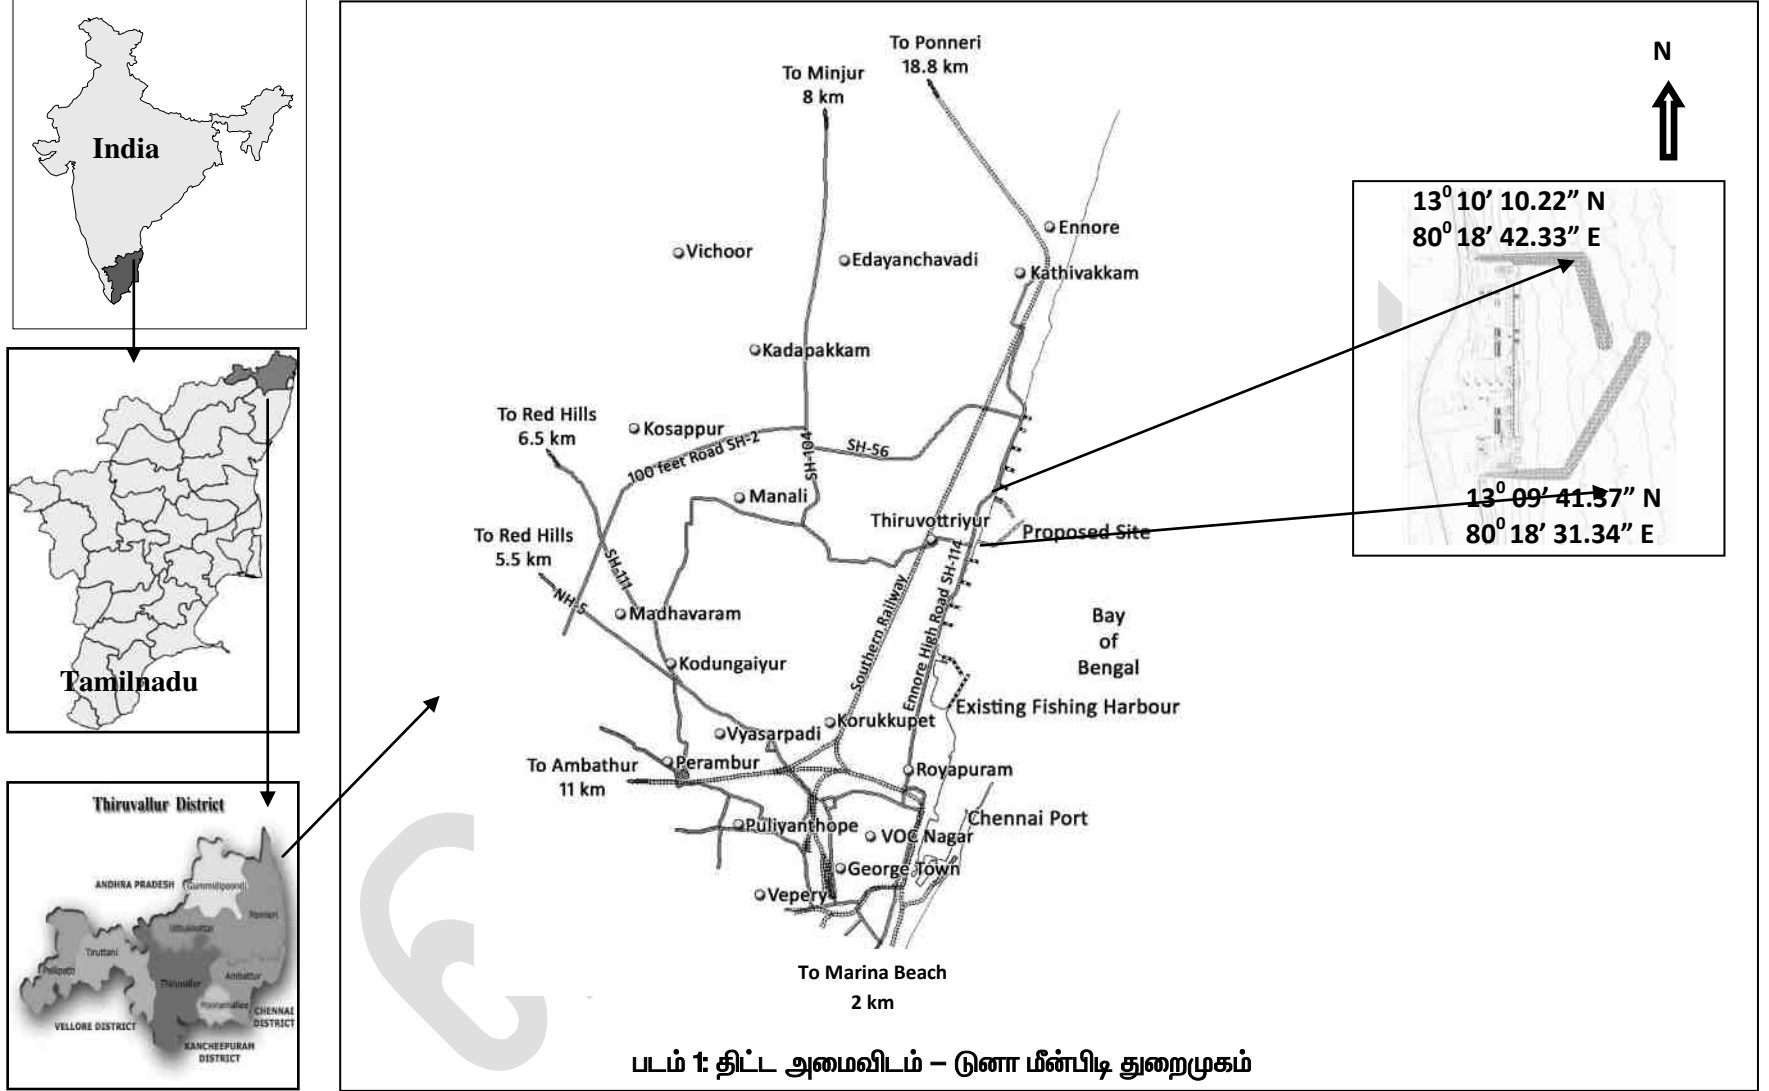 India
Tamilnadu
Thiruvallur District
ANDHRA PRADESH
Gummidipoondi
Ponneri
Uthukkottai
Tiruttani
Pallipattu
Thiruvallur
Ambattur
Poonamallee
CHENNAI
DISTRICT
VELLORE DISTRICT
KANCHEEPURAM
DISTRICT
To Ponneri
18.8 km
To Minjur
8 km
Ennore
Vichoor
Edayanchavadi
Kathivakkam
Kadapakkam
To Red Hills
6.5 km
Kosappur
100 feet Road SH-2
SH-104
SH-56
Manali
Thiruvottriyur
Proposed Site
To Red Hills
5.5 km
SH-111
NH-5
Madhavaram
Southern Railway
Ennore High Road SH-114
Bay
of
Bengal
Kodungaiyur
Existing Fishing Harbour
Korukkupet
Vyasarpadi
To Ambathur
11 km
Perambur
Royapuram
Puliyanthope
VOC Nagar
Chennai Port
George Town
Vepery
To Marina Beach
2 km
N
13⁰ 10’ 10.22” N
80⁰ 18’ 42.33” E
13⁰ 09’ 41.37” N
80⁰ 18’ 31.34” E
படம் 1: திட்ட அமைவிடம் – டுனா மீன்பிடி துறைமுகம்